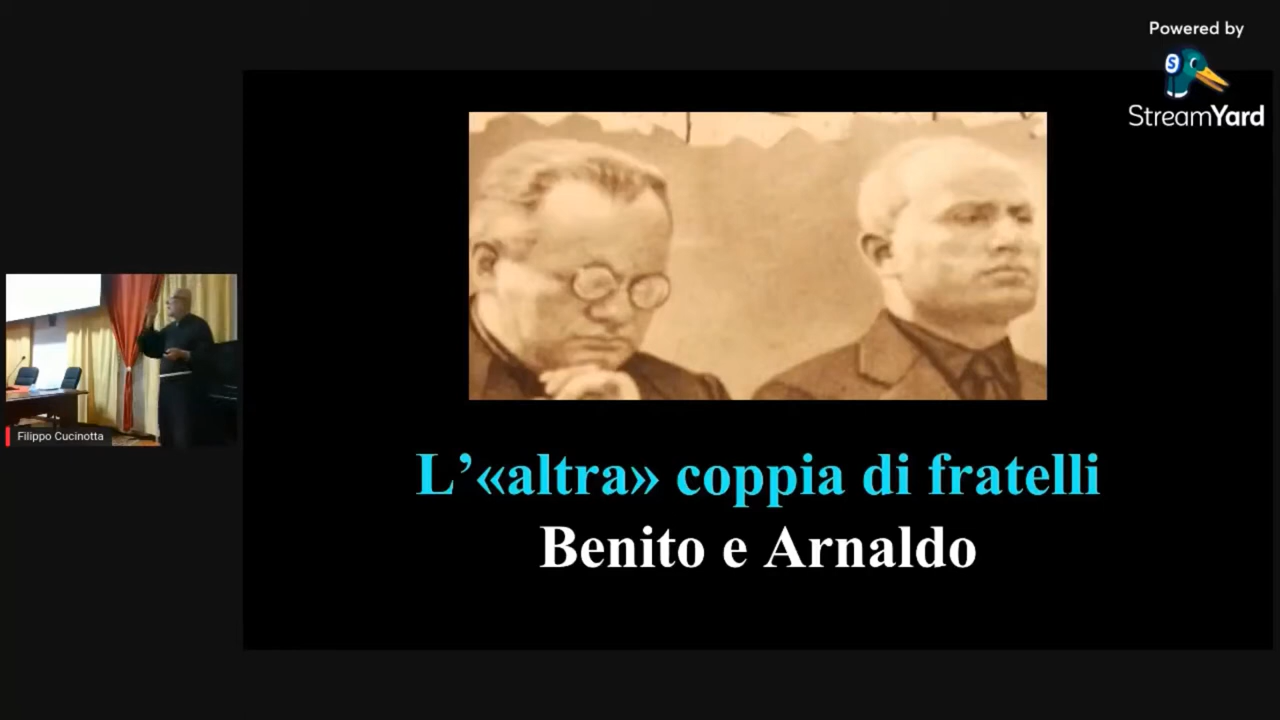 Powered by
StreamYard
L’«altra» coppia di fratelli
Benito e Arnaldo
Filippo Cucinotta